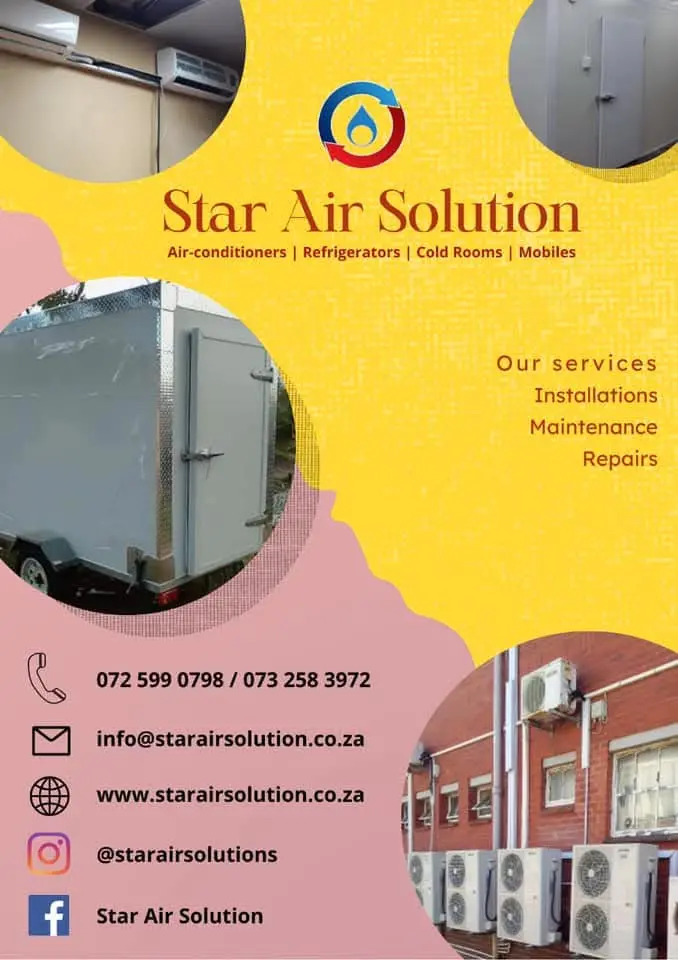 Star Air Solution
Air-conditioners | Refrigerators | Cold Rooms | Mobiles
Our services
Installations
Maintenance
Repairs
072 599 0798 / 073 258 3972
info@starairsolution.co.za
www.starairsolution.co.za
@starairsolutions
Star Air Solution